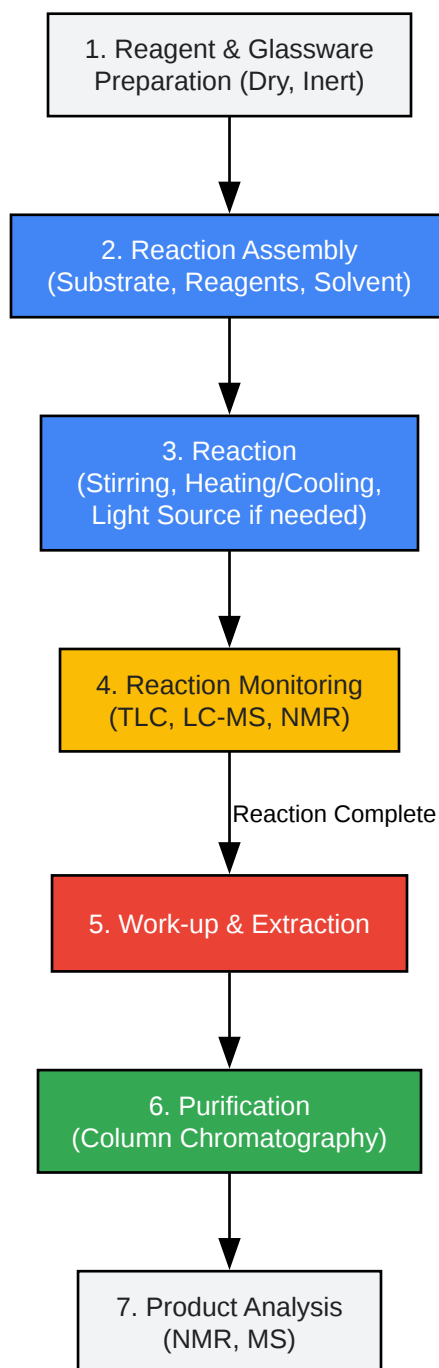 1. Reagent & Glassware
Preparation (Dry, Inert)
2. Reaction Assembly
(Substrate, Reagents, Solvent)
3. Reaction
(Stirring, Heating/Cooling,
Light Source if needed)
4. Reaction Monitoring
(TLC, LC-MS, NMR)
Reaction Complete
5. Work-up & Extraction
6. Purification
(Column Chromatography)
7. Product Analysis
(NMR, MS)